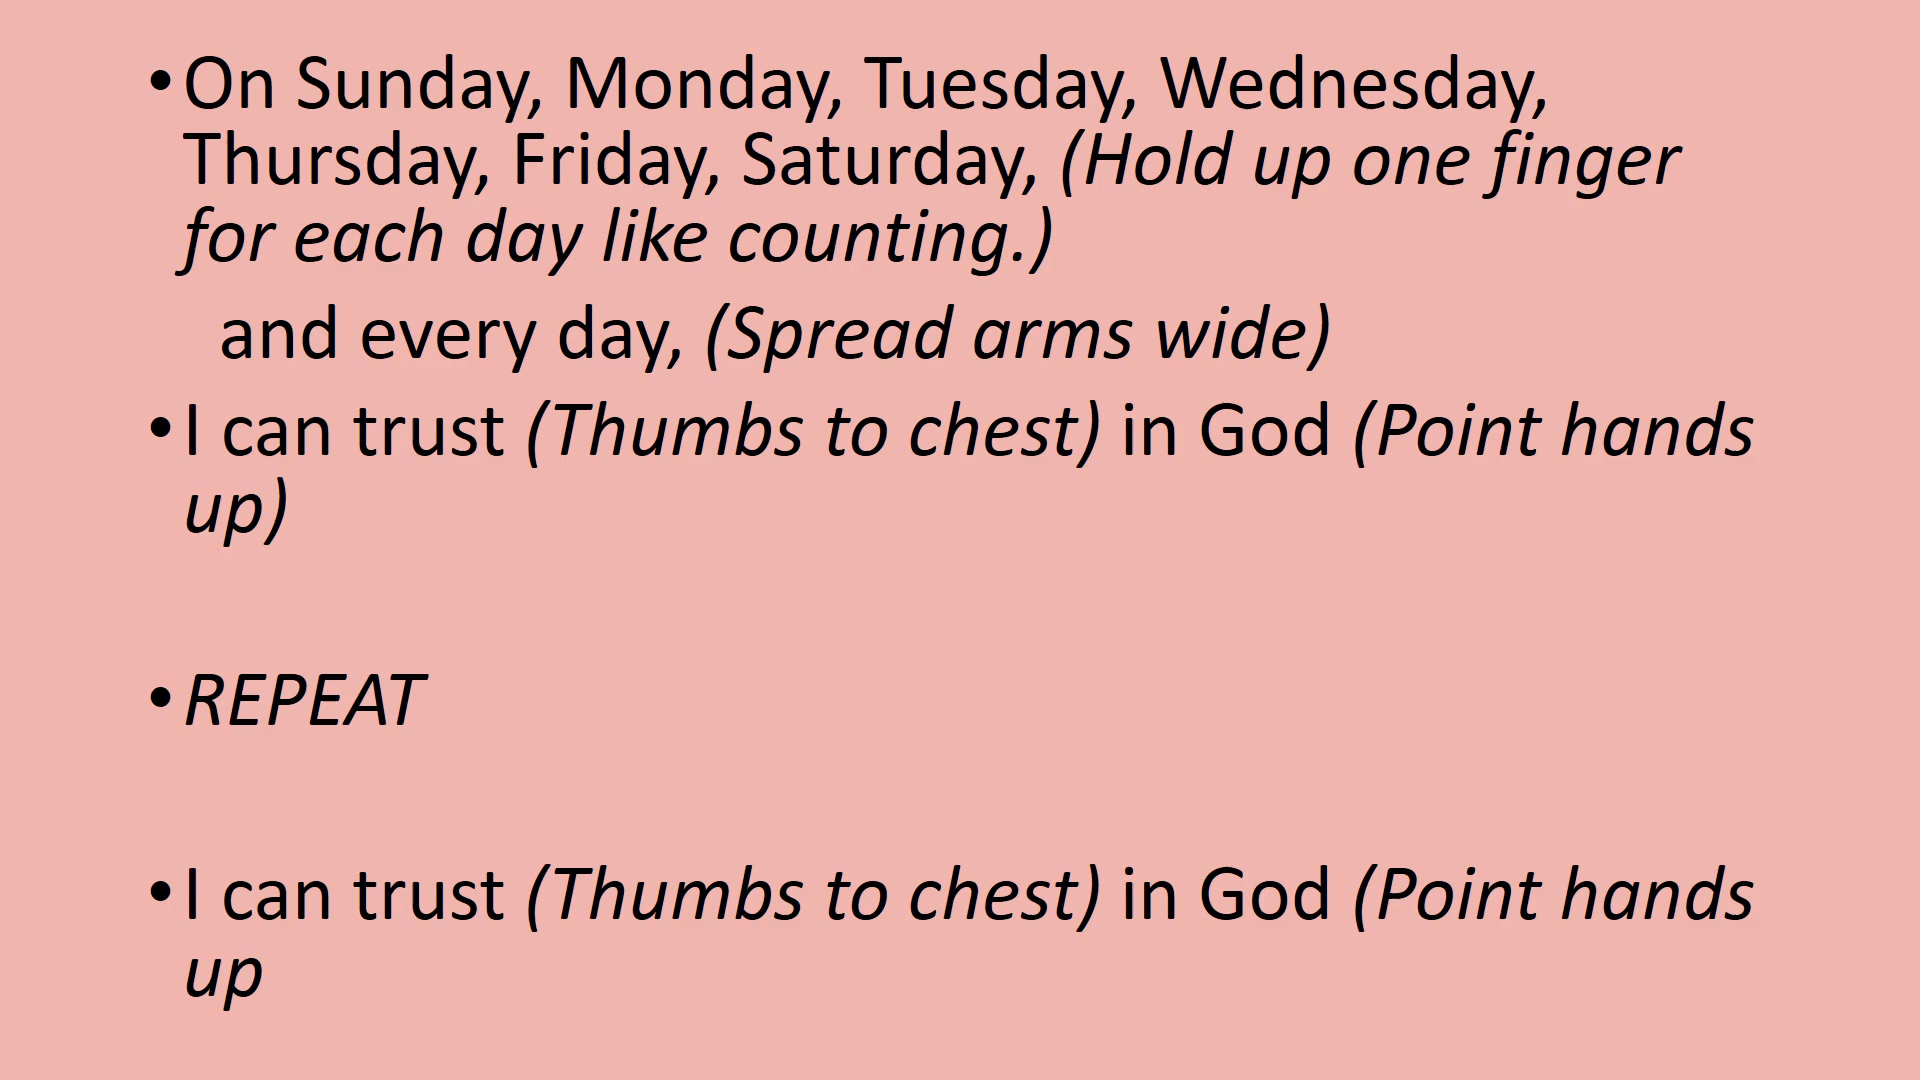 •On Sunday, Monday, Tuesday, Wednesday,
Thursday, Friday, Saturday, (Hold up one finger
for each day like counting.)
and every day, (Spread arms wide)
•I can trust (Thumbs to chest) in God (Point hands
up)
•REPEAT
•I can trust (Thumbs to chest) in God (Point hands
up